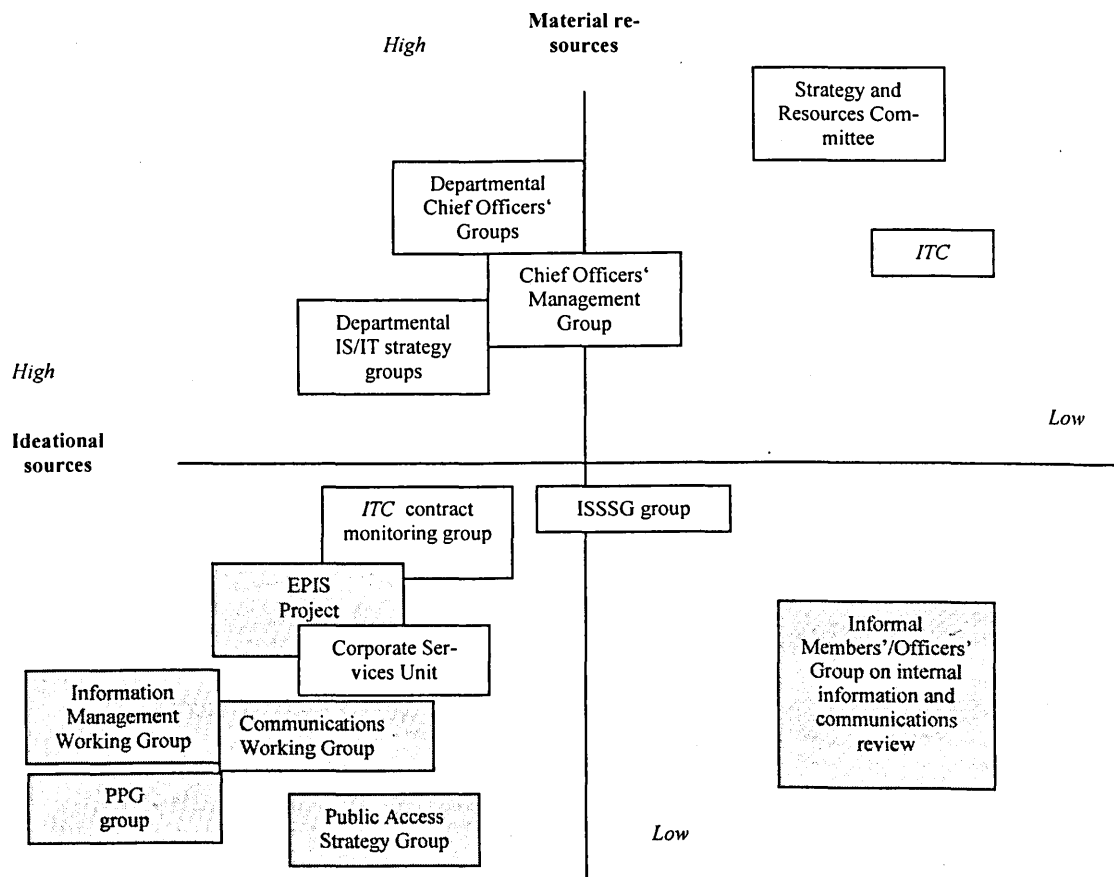 Material re-
sources
High
Strategy and
Resources Com-
mittee
Departmental
Chief Officers‘
Groups
ITC
Chief Officers‘
Management
Group
Departmental
IS/IT strategy
groups
High
Low
Ideational
sources
ITC contract
monitoring group
ISSSG group
EPIS
Project
Informal
Members’/Officers’
Group on internal
information and
communications
review
Corporate Ser-
vices Unit
Information
Management
Working Group
Communications
Working Group
PPG
group
Public Access
Strategy Group
Low